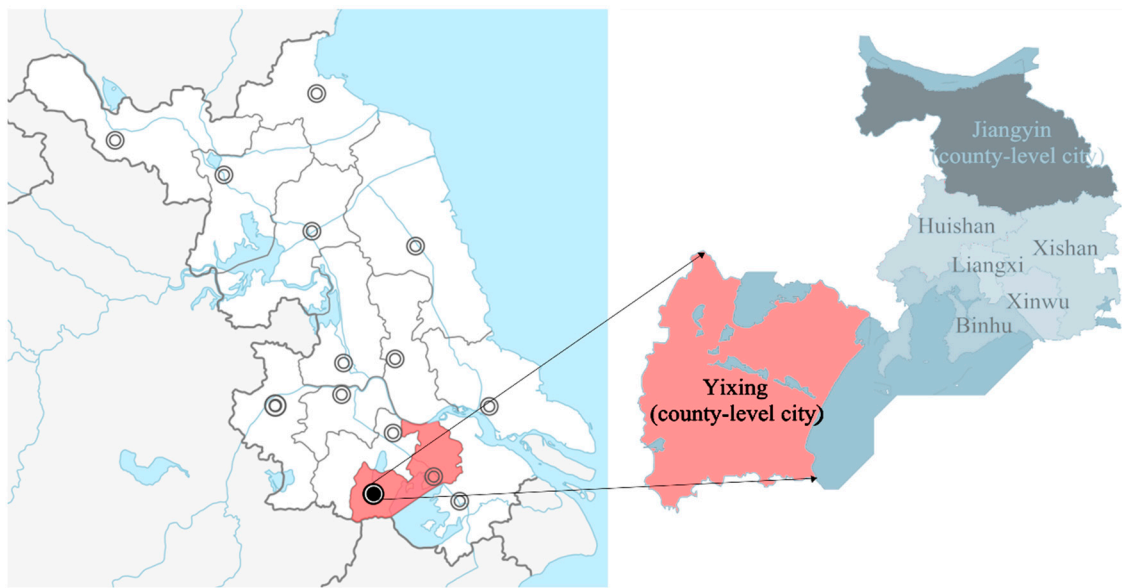 Jiangyin
(county-level city)
Huishan
Xishan
Liangxi
Xinwu
Binhu
Yixing
(county-level city)